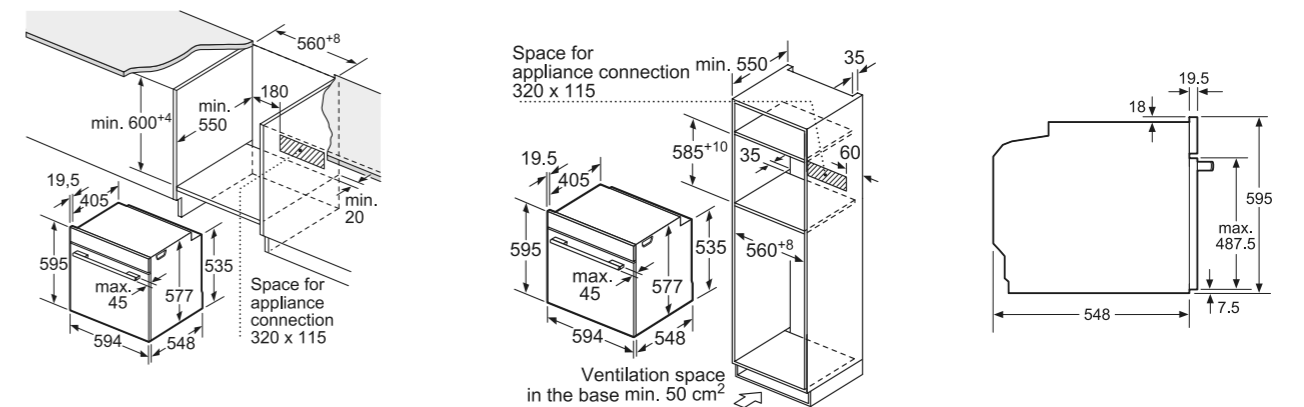 560+8
180
min.
550
min. 600+4
19,5
405
min.
20
595
535
max.
45
577
594
548
Space for
appliance
connection
320 x 115
Space for
appliance connection
320 x 115
min. 550
35
585+10
35
60
19.5
405
595
535
560+8
max.
45
577
594
548
Ventilation space
in the base min. 50 cm2
19.5
18
595
max.
487.5
548
7.5